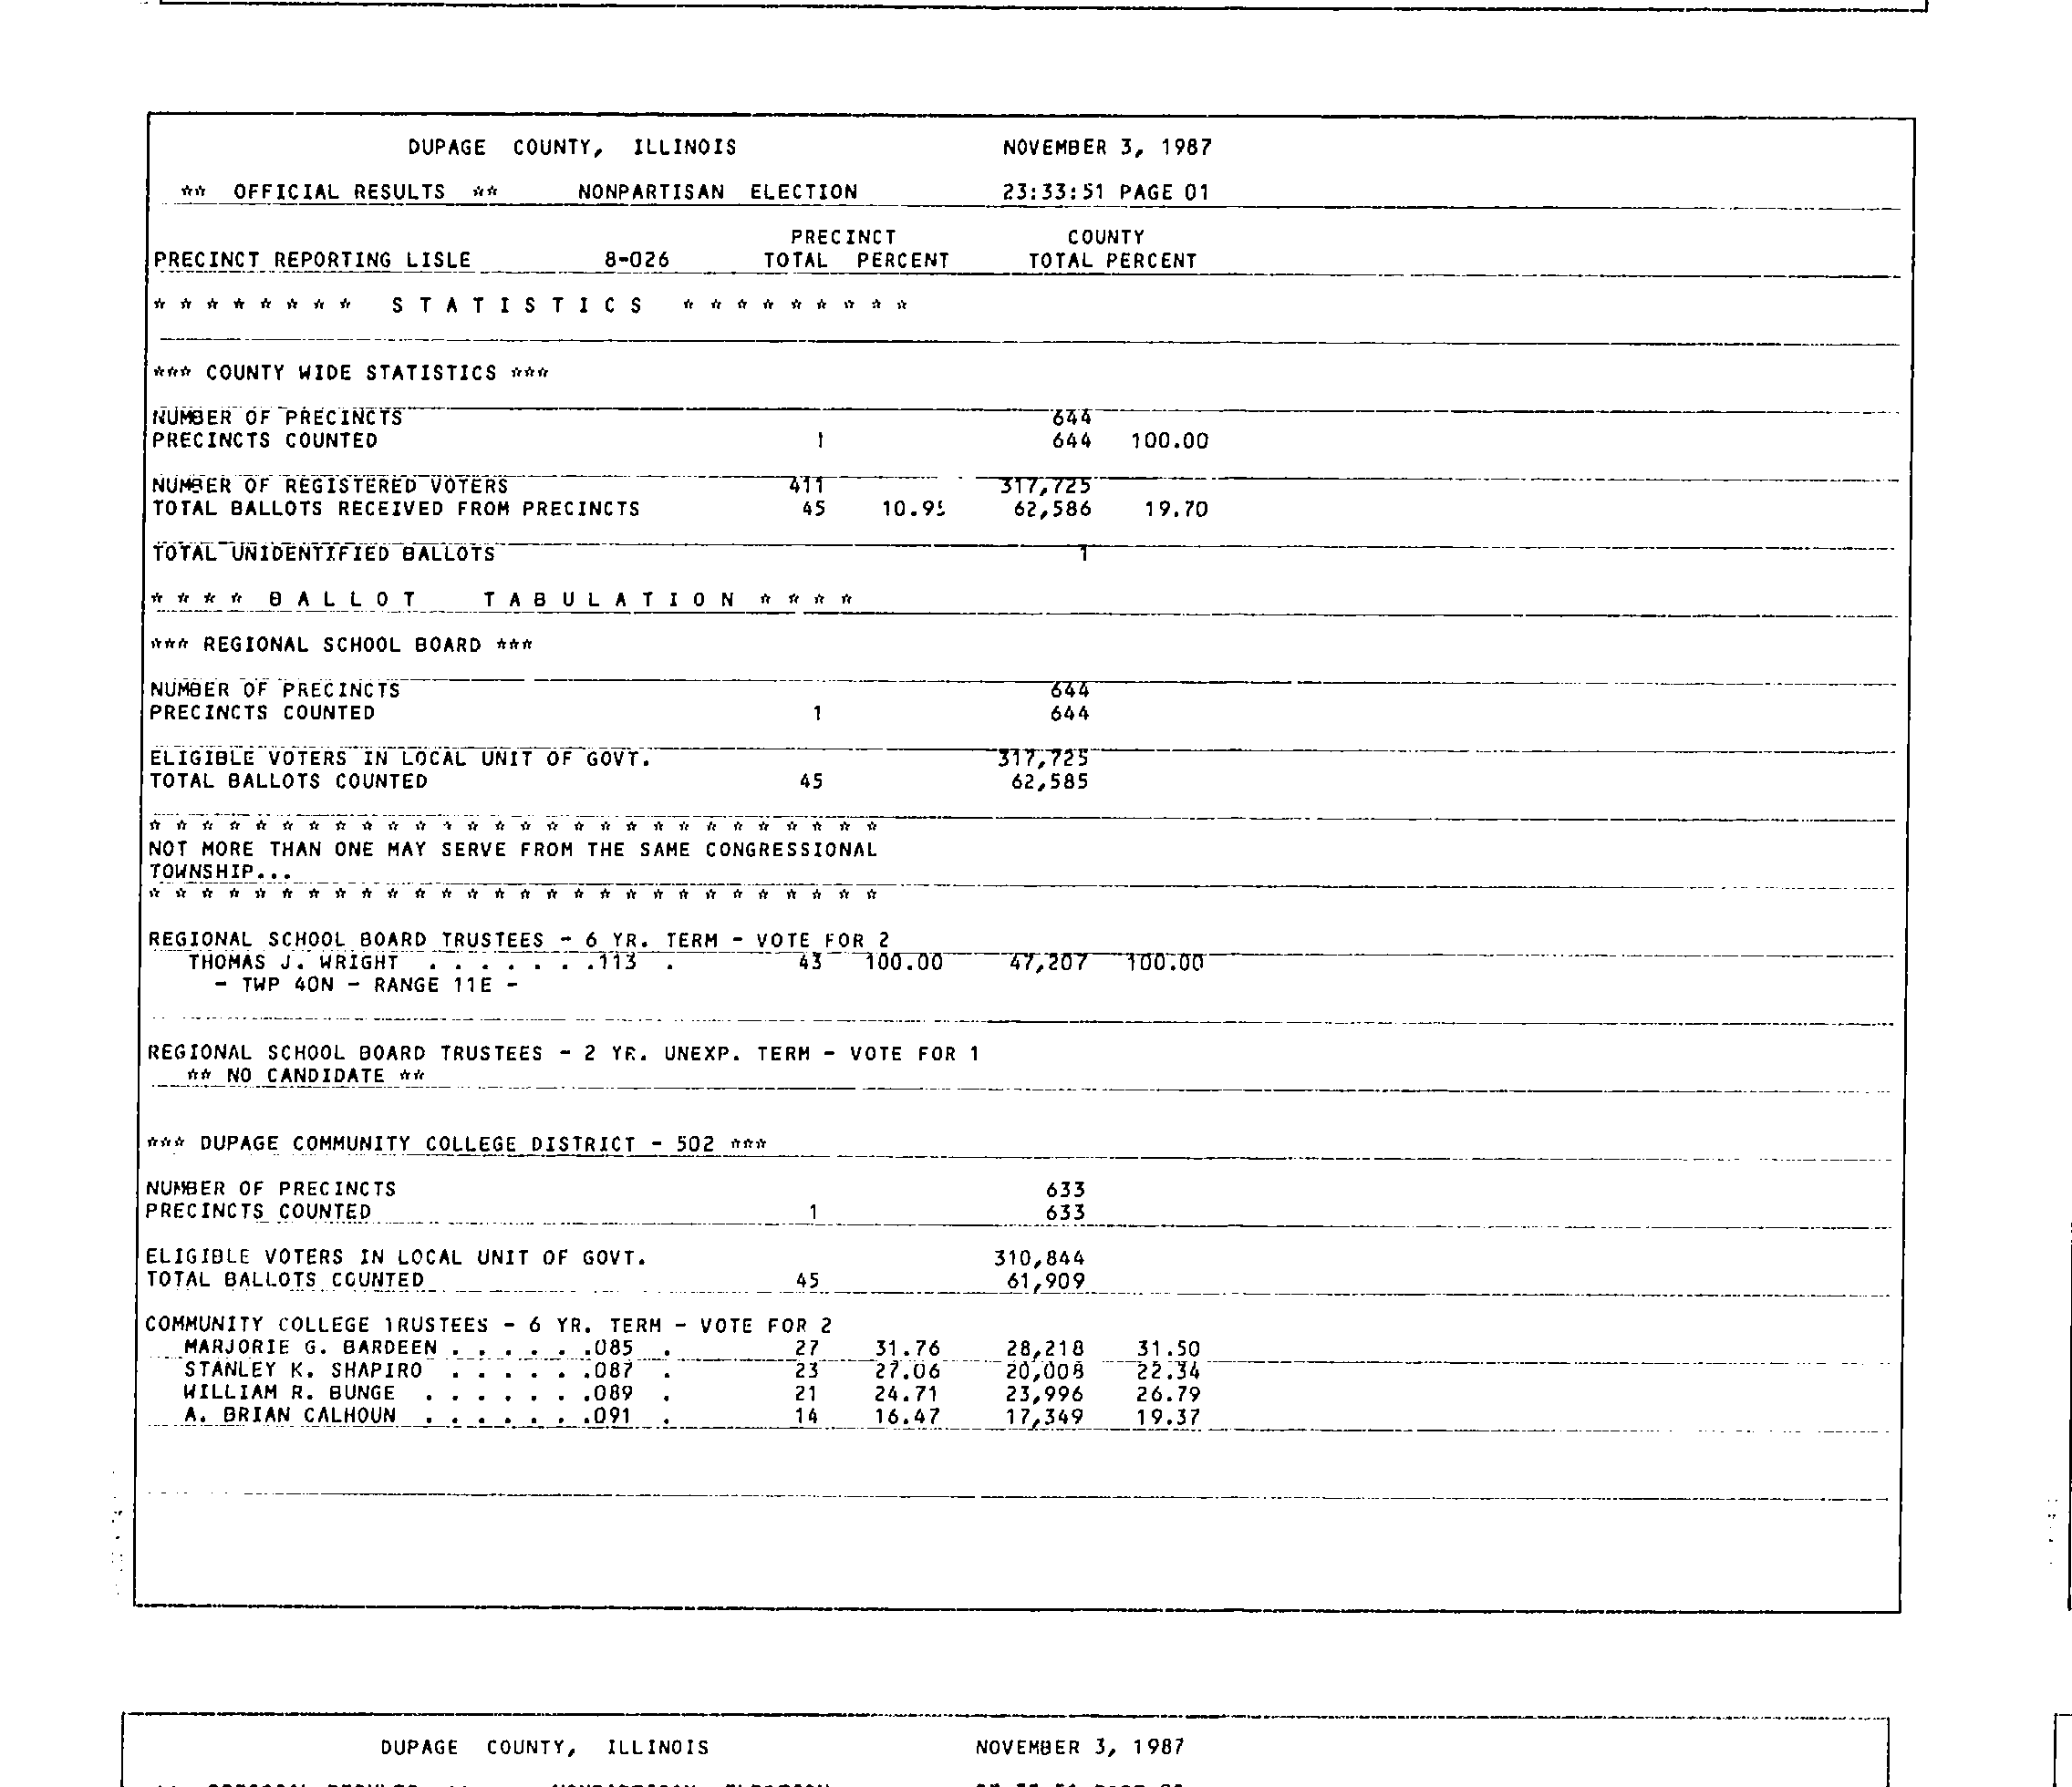 DUPAGE COUNTY, ILLINOIS NOVEMBER 3, 1987
** OFFICIAL RESULTS ** NONPARTISAN ELECTION 23:33:51 PAGE 01
PRECINCT COUNTY
PRECINCT REPORTING LISLE 8-026 TOTAL PERCENT TOTAL PERCENT
* * * * * * * * S T A T I S T I C S * * * * * * * * *
*** COUNTY WIDE STATISTICS ***
NUMBER OF PRECINCTS 644
PRECINCTS COUNTED 1 644 100.00
NUMBER OF REGISTERED VOTERS 411 317,725
TOTAL BALLOTS RECEIVED FROM PRECINCTS 45 10.95 62,586 19.70
TOTAL UNIDENTIFIED BALLOTS 1
* * * * B A L L O T T A B U L A T I O N * * * *
*** REGIONAL SCHOOL BOARD ***
NUMBER OF PRECINCTS 644
PRECINCTS COUNTED 1 644
ELIGIBLE VOTERS IN LOCAL UNIT OF GOVT. 317,725
TOTAL BALLOTS COUNTED 45 62,585
* * * * * * * * * * * * * * * * * * * * * * * * * * * *
NOT MORE THAN ONE MAY SERVE FROM THE SAME CONGRESSIONAL
TOWNSHIP...
* * * * * * * * * * * * * * * * * * * * * * * * * * * *
REGIONAL SCHOOL BOARD TRUSTEES - 6 YR. TERM - VOTE FOR 2
THOMAS J. WRIGHT . . . . . . .113 . 43 100.00 47,207 100.00
- TWP 40N - RANGE 11E -
REGIONAL SCHOOL BOARD TRUSTEES - 2 YR. UNEXP. TERM - VOTE FOR 1
** NO CANDIDATE **
*** DUPAGE COMMUNITY COLLEGE DISTRICT - 502 ***
NUMBER OF PRECINCTS 633
PRECINCTS COUNTED 1 633
ELIGIBLE VOTERS IN LOCAL UNIT OF GOVT. 310,844
TOTAL BALLOTS COUNTED 45 61,909
COMMUNITY COLLEGE TRUSTEES - 6 YR. TERM - VOTE FOR 2
MARJORIE G. BARDEEN . . . . . .085 . 27 31.76 28,218 31.50
STANLEY K. SHAPIRO . . . . . .087 . 23 27.06 20,008 22.34
WILLIAM R. BUNGE . . . . . . .089 . 21 24.71 23,996 26.79
A. BRIAN CALHOUN . . . . . . .091 . 14 16.47 17,349 19.37
DUPAGE COUNTY, ILLINOIS NOVEMBER 3, 1987